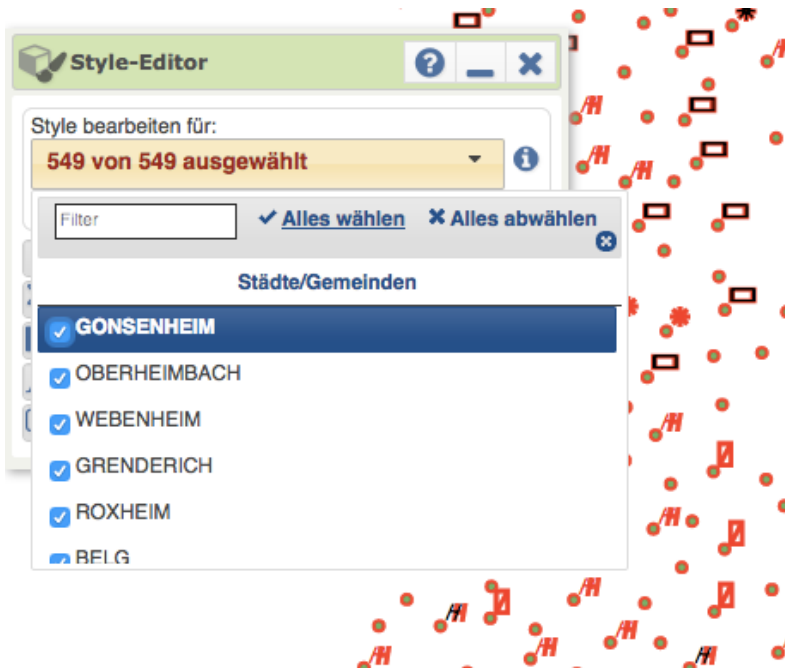 Style-Editor
Style bearbeiten für:
549 von 549 ausgewählt
Filter
Alles wählen
Alles abwählen
Städte/Gemeinden
GONSENHEIM
OBERHEIMBACH
WEBENHEIM
GRENDERICH
ROXHEIM
BELG